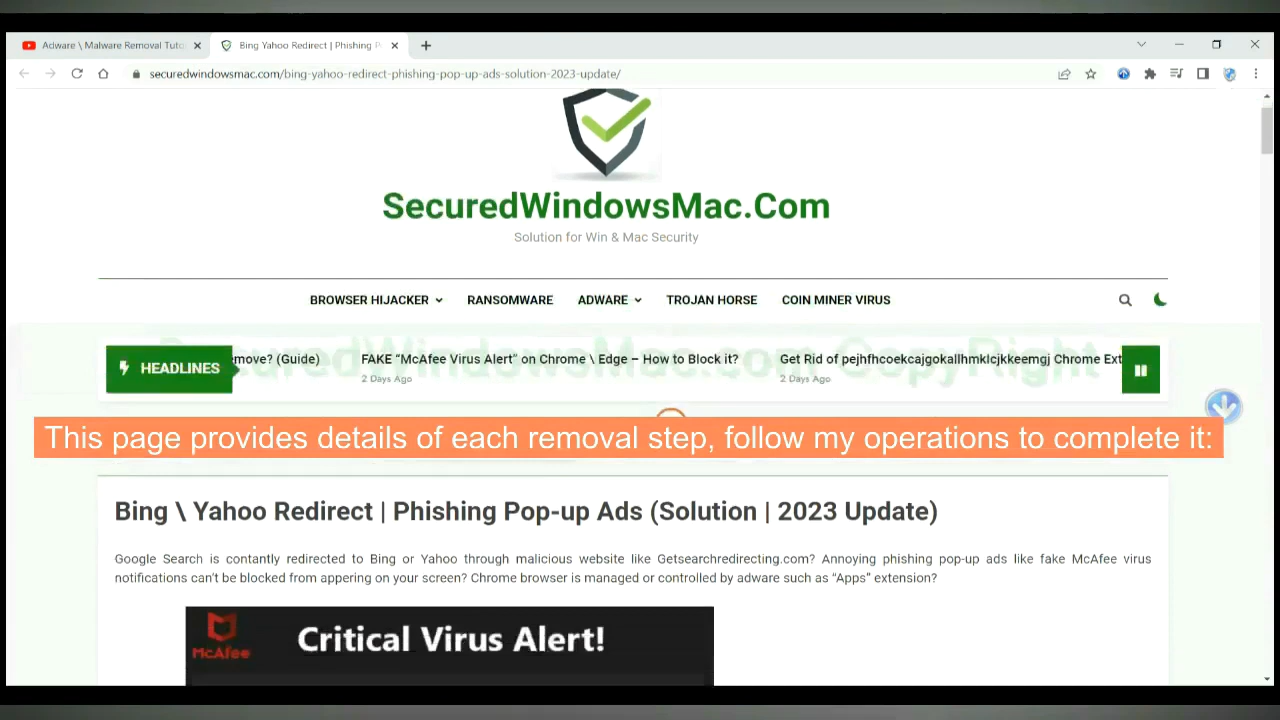 Adware \ Malware Removal Tuto
Bing Yahoo Redirect | Phishing P
securedwindowsmac.com/bing-yahoo-redirect-phishing-pop-up-ads-solution-2023-update/
SecuredWindowsMac.Com
Solution for Win & Mac Security
BROWSER HIJACKER RANSOMWARE ADWARE TROJAN HORSE COIN MINER VIRUS
SecuredWindowsMac.Com CopyRight
HEADLINES
move? (Guide)
FAKE “McAfee Virus Alert” on Chrome \ Edge – How to Block it?
2 Days Ago
Get Rid of pejhfhcoekcajgokallhmklcjkkeemgj Chrome Ext
2 Days Ago
This page provides details of each removal step, follow my operations to complete it:
Bing \ Yahoo Redirect | Phishing Pop-up Ads (Solution | 2023 Update)
Google Search is contantly redirected to Bing or Yahoo through malicious website like Getsearchredirecting.com? Annoying phishing pop-up ads like fake McAfee virus
notifications can’t be blocked from appering on your screen? Chrome browser is managed or controlled by adware such as “Apps” extension?
McAfee
Critical Virus Alert!